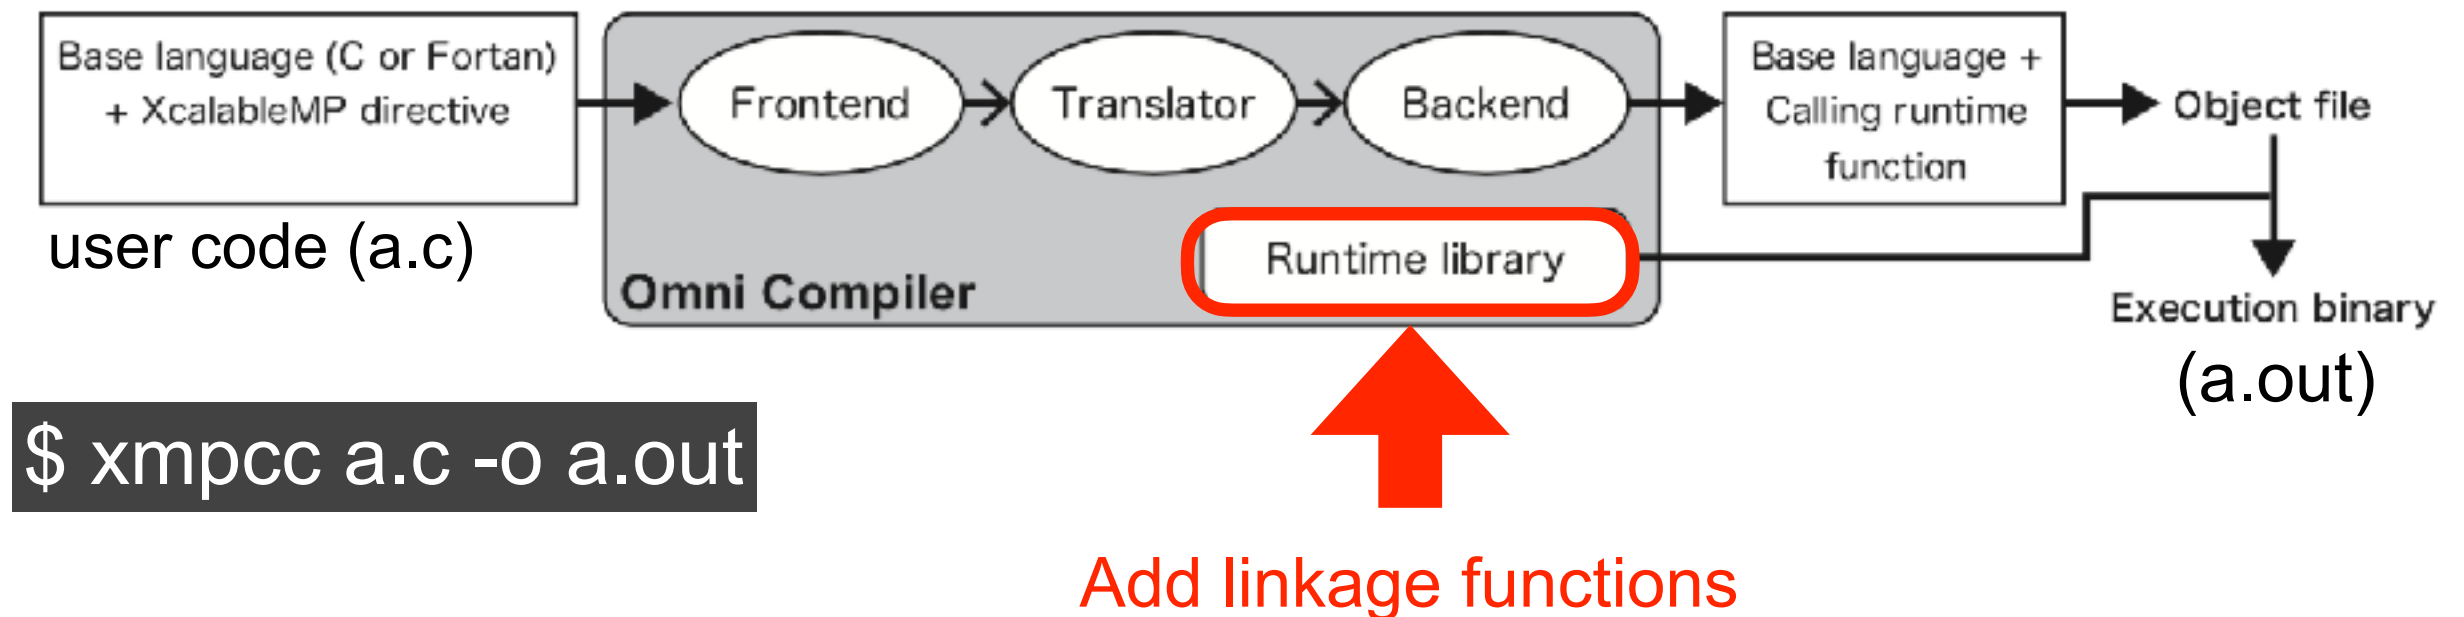 Base language (C or Fortan)
+ XcalableMP directive
user code (a.c)
Frontend
Translator
Backend
Runtime library
Omni Compiler
Base language +
Calling runtime
function
Object file
Execution binary
(a.out)
$ xmpcc a.c -o a.out
Add linkage functions